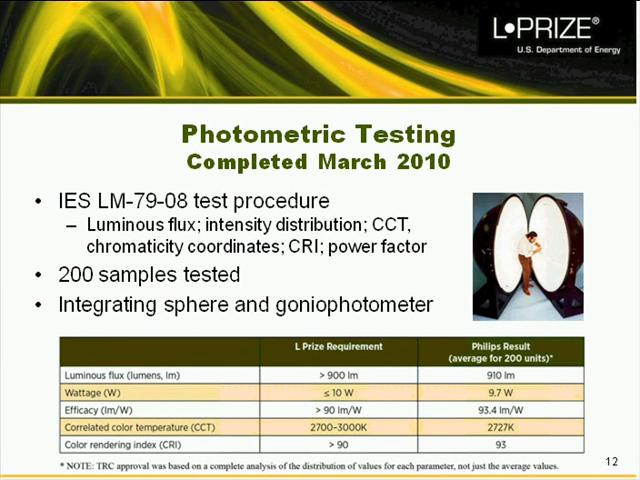 L•PRIZE®
U.S. Department of Energy
Photometric Testing
Completed March 2010
• IES LM-79-08 test procedure
– Luminous flux; intensity distribution; CCT,
chromaticity coordinates; CRI; power factor
• 200 samples tested
• Integrating sphere and goniophotometer
L Prize Requirement Philips Result
(average for 200 units)*
Luminous flux (lumens, lm) > 900 lm 910 lm
Wattage (W) ≤ 10 W 9.7 W
Efficacy (lm/W) > 90 lm/W 93.4 lm/W
Correlated color temperature (CCT) 2700–3000K 2727K
Color rendering index (CRI) > 90 93
* NOTE: TRC approval was based on a complete analysis of the distribution of values for each parameter, not just the average values.
12